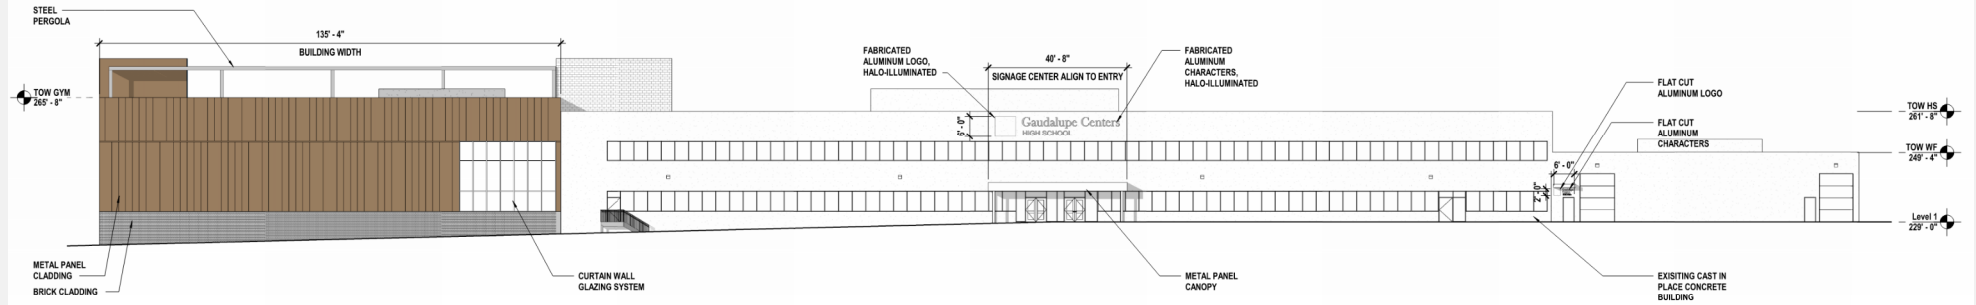 STEEL
PERGOLA
135' - 4"
BUILDING WIDTH
TOW GYM
265' - 8"
FABRICATED
ALUMINUM LOGO,
HALO-ILLUMINATED
40' - 8"
SIGNAGE CENTER ALIGN TO ENTRY
FABRICATED
ALUMINUM
CHARACTERS,
HALO-ILLUMINATED
Gaudalupe Centers
HIGH SCHOOL
FLAT CUT
ALUMINUM LOGO
FLAT CUT
ALUMINUM
CHARACTERS
TOW HS
261' - 8"
TOW WF
249' - 4"
6' - 0"
2' - 0"
Level 1
229' - 0"
METAL PANEL
CLADDING
BRICK CLADDING
CURTAIN WALL
GLAZING SYSTEM
METAL PANEL
CANOPY
EXISITING CAST IN
PLACE CONCRETE
BUILDING